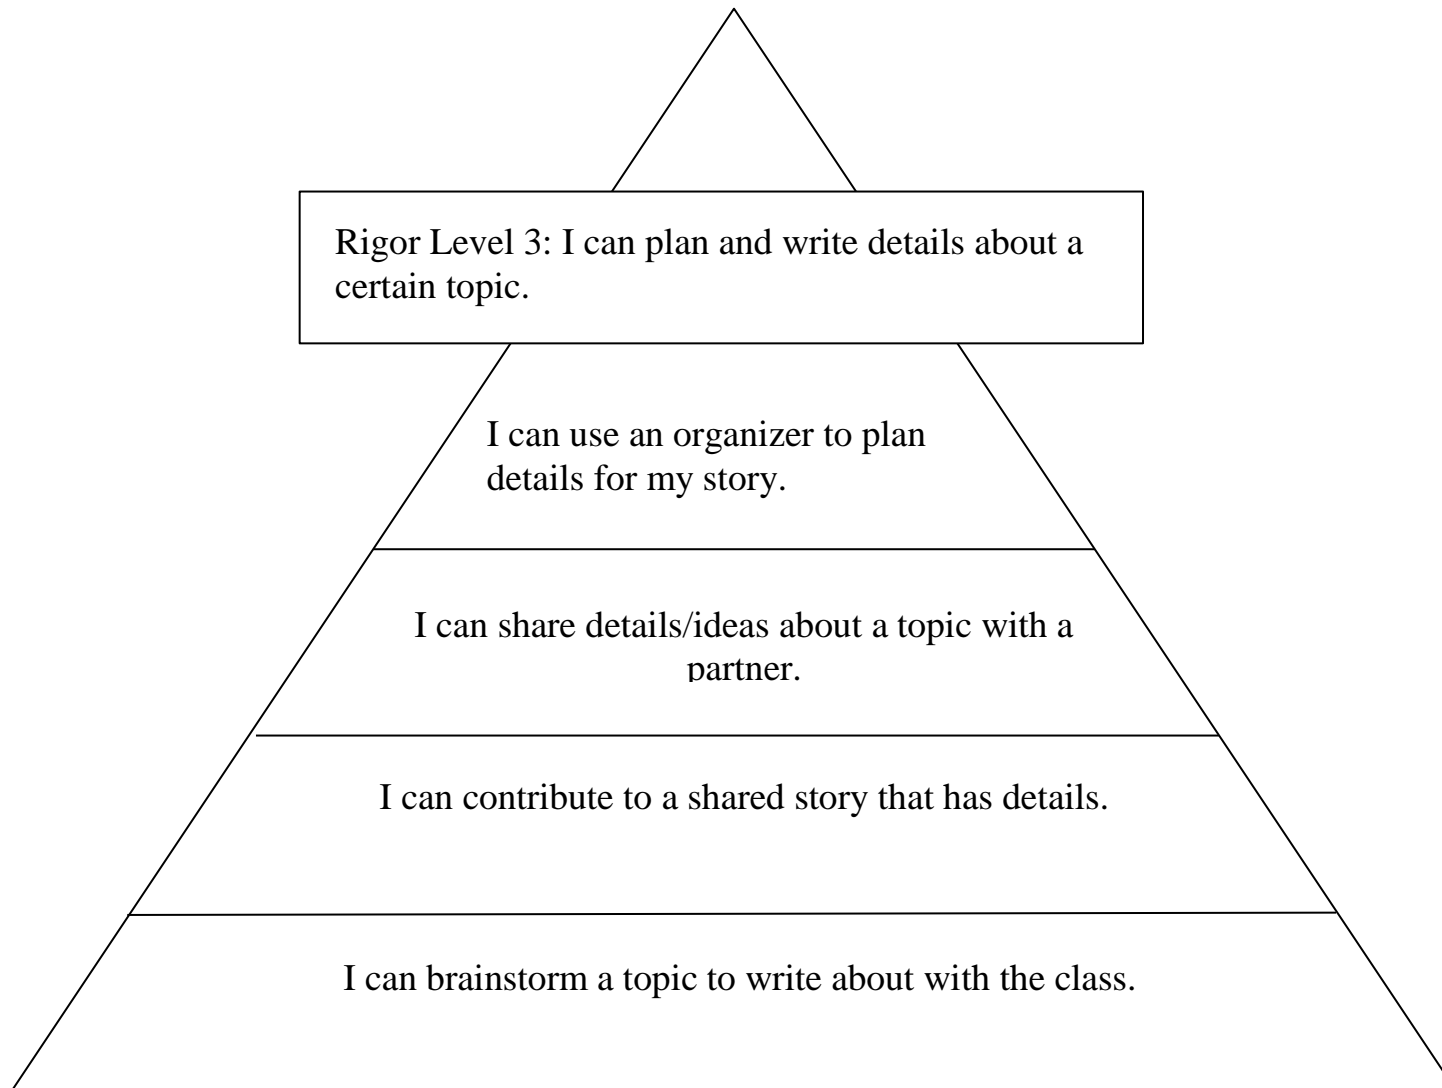 Rigor Level 3: I can plan and write details about a
certain topic.
I can use an organizer to plan
details for my story.
I can share details/ideas about a topic with a
partner.
I can contribute to a shared story that has details.
I can brainstorm a topic to write about with the class.